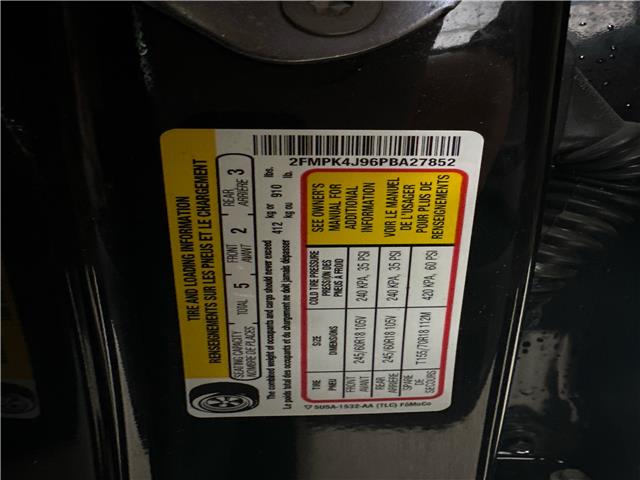 2FMPK4J96PBA27852
TIRE AND LOADING INFORMATION
RENSEIGNEMENTS SUR LES PNEUS ET LE CHARGEMENT
SEATING CAPACITY
NOMBRE DE PLACES
TOTAL 5
FRONT
AVANT 2
REAR
ARRIÈRE 3
The combined weight of occupants and cargo should never exceed 412 kg or 910 lbs.
Le poids total des occupants et du chargement ne doit jamais dépasser 412 kg ou 910 lb.
TIRE
PNEU
SIZE
DIMENSIONS
COLD TIRE PRESSURE
PRESSION DES
PNEUS À FROID
FRONT
AVANT
245/60R18 105V
240 KPA, 35 PSI
REAR
ARRIÈRE
245/60R18 105V
240 KPA, 35 PSI
SPARE
DE
SECOURS
T155/70R18 112M
420 KPA, 60 PSI
SEE OWNER'S
MANUAL FOR
ADDITIONAL
INFORMATION
VOIR LE MANUEL
DE L'USAGER
POUR PLUS DE
RENSEIGNEMENTS
5U5A-1532-AA (TLC) FoMoCo